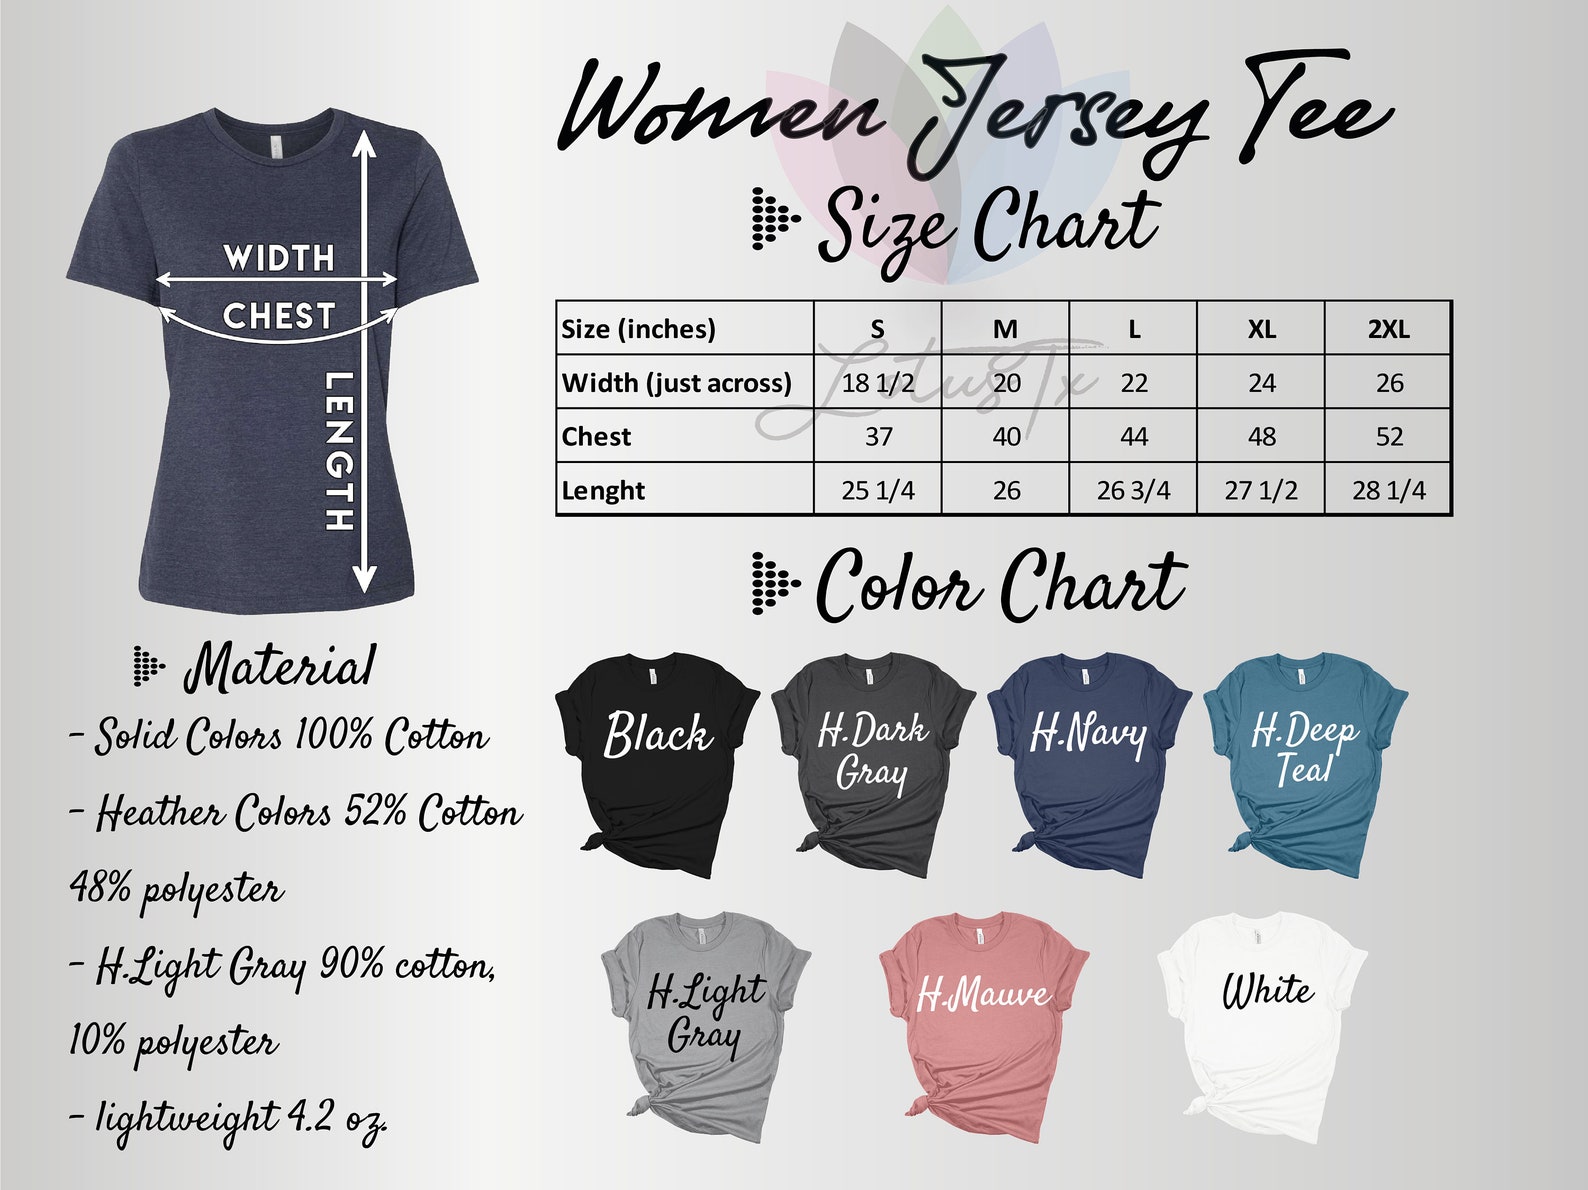 Women Jersey Tee
Size Chart
WIDTH
CHEST
LENGTH
Size (inches) S M L XL 2XL
Width (just across) 18 1/2 20 22 24 26
Chest 37 40 44 48 52
Lenght 25 1/4 26 26 3/4 27 1/2 28 1/4
LotusTx
Material
- Solid Colors 100% Cotton
- Heather Colors 52% Cotton
48% polyester
- H.Light Gray 90% cotton,
10% polyester
- lightweight 4.2 oz.
Color Chart
Black
H.Dark
Gray
H.Navy
H.Deep
Teal
H.Light
Gray
H.Mauve
White